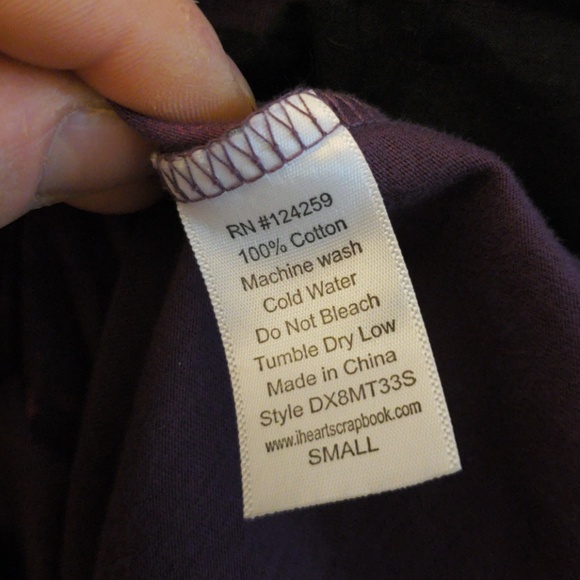 RN #124259
100% Cotton
Machine wash
Cold Water
Do Not Bleach
Tumble Dry Low
Made in China
Style DX8MT33S
www.iheartscrapbook.com
SMALL